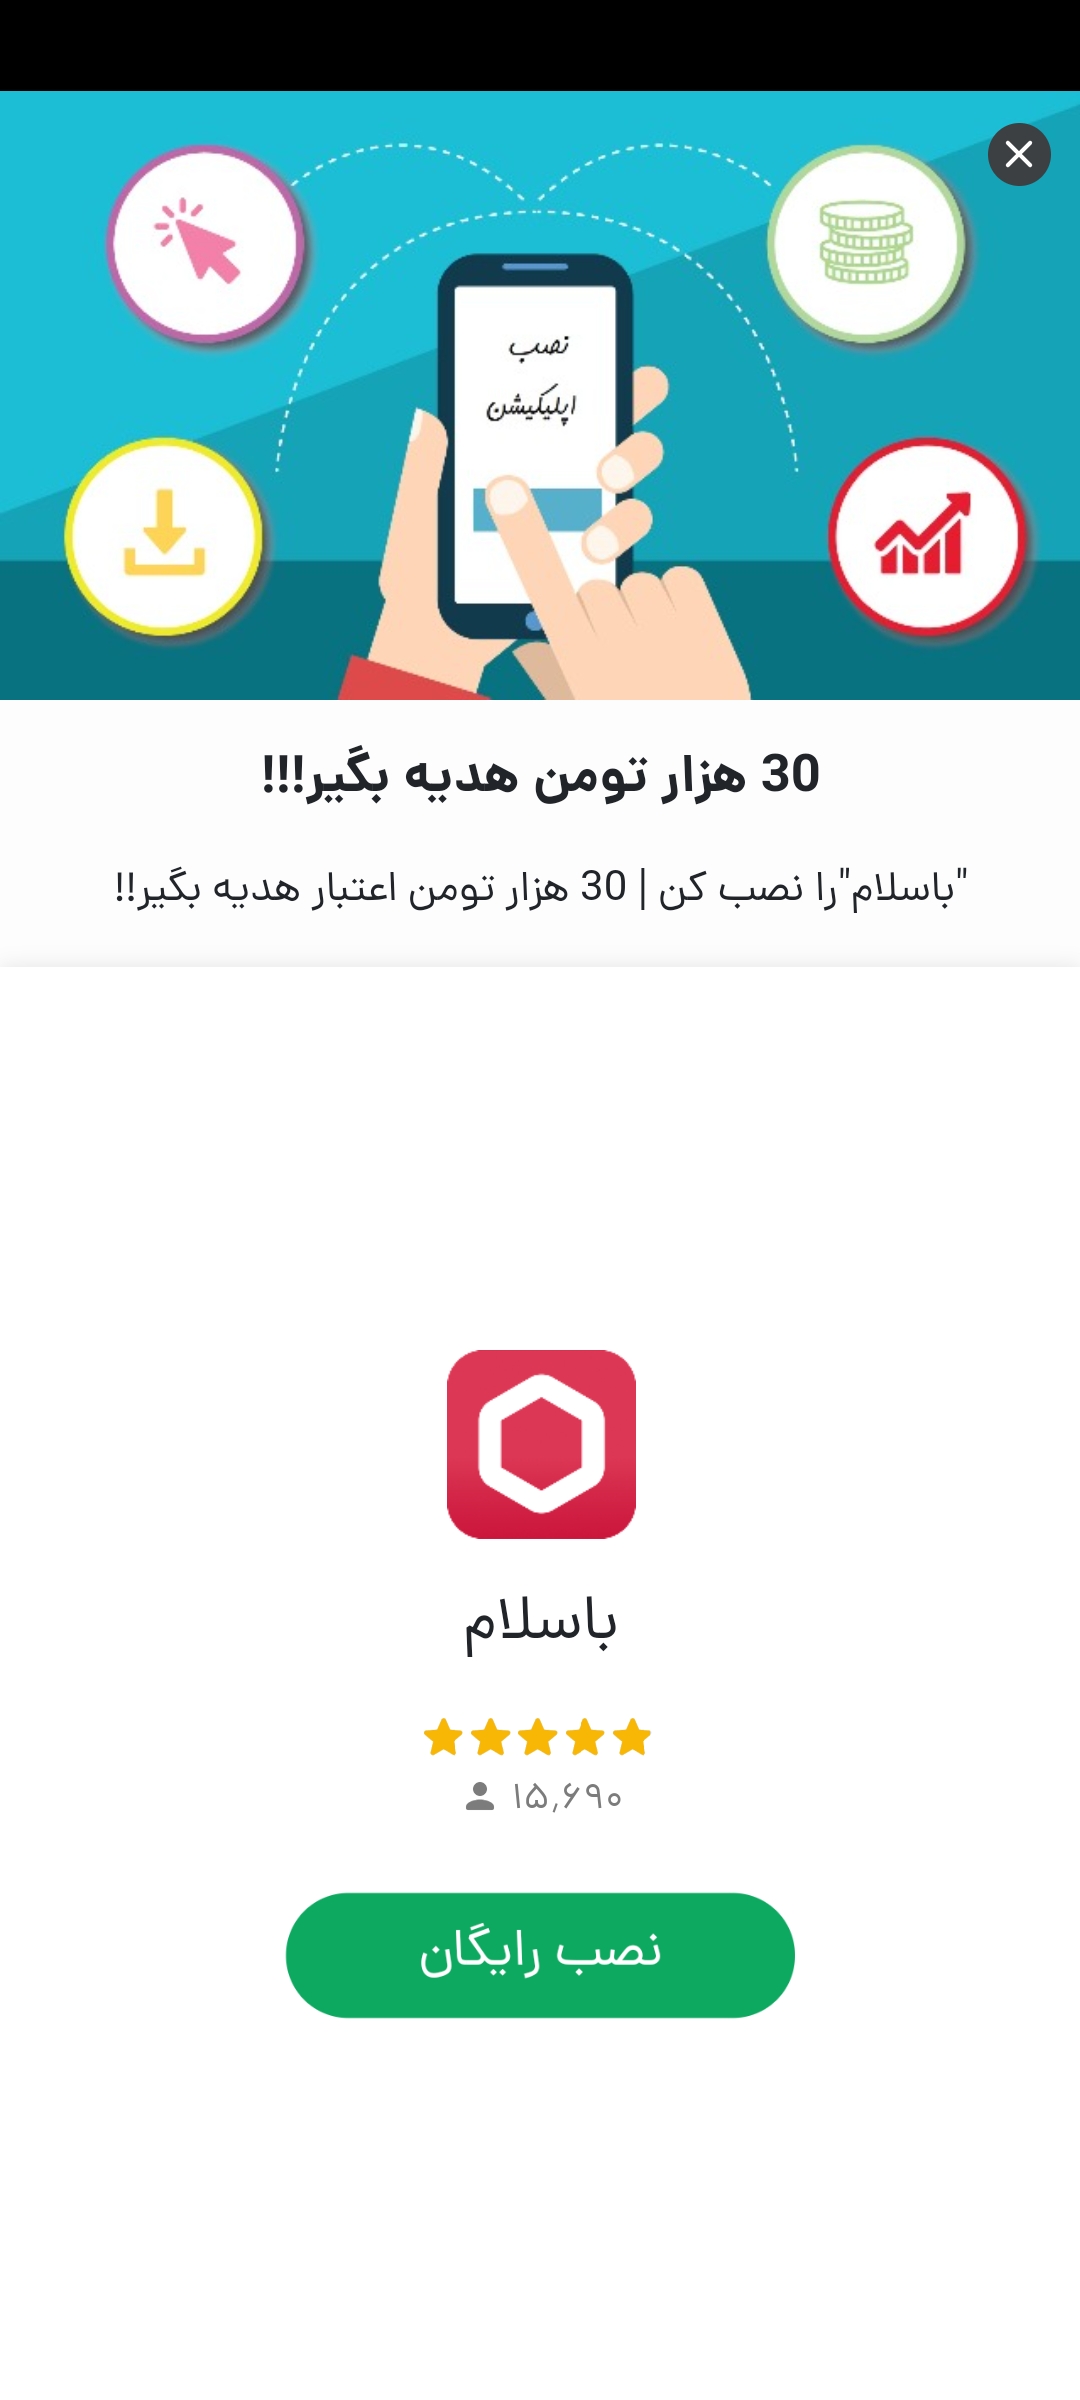 نصب
اپلیکیشن
30 هزار تومن هدیه بگیر!!!
"باسلام"را نصب کن | 30 هزار تومن اعتبار هدیه بگیر!!
باسلام
۱۵,۶۹۰
نصب رایگان